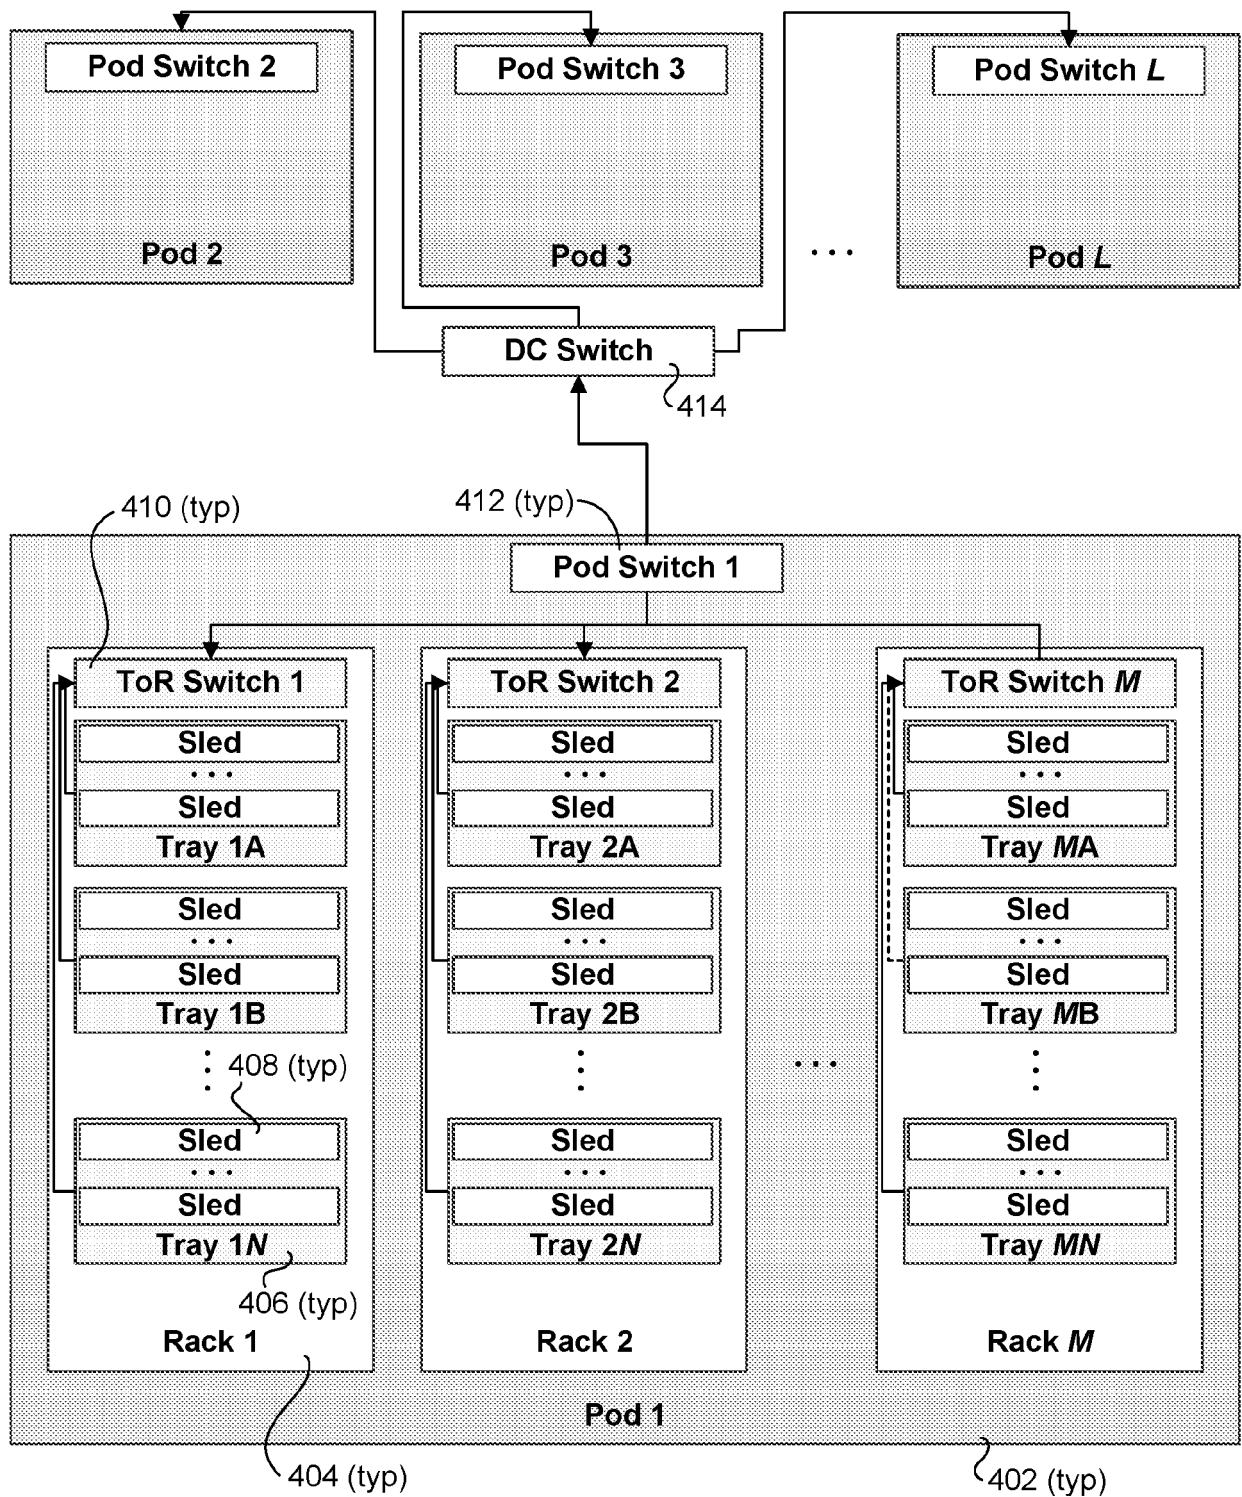 Pod Switch 2
Pod Switch 3
Pod Switch L
Pod 2
Pod 3
. . .
Pod L
DC Switch
414
410 (typ)
412 (typ)
Pod Switch 1
ToR Switch 1
ToR Switch 2
ToR Switch M
Sled
Sled
Sled
. . .
. . .
. . .
Sled
Sled
Sled
Tray 1A
Tray 2A
Tray MA
Sled
Sled
Sled
. . .
. . .
. . .
Sled
Sled
Sled
Tray 1B
Tray 2B
Tray MB
. . .
408 (typ)
. . .
. . .
. . .
Sled
Sled
Sled
. . .
. . .
. . .
Sled
Sled
Sled
Tray 1N
Tray 2N
Tray MN
406 (typ)
Rack 1
Rack 2
Rack M
Pod 1
404 (typ)
402 (typ)